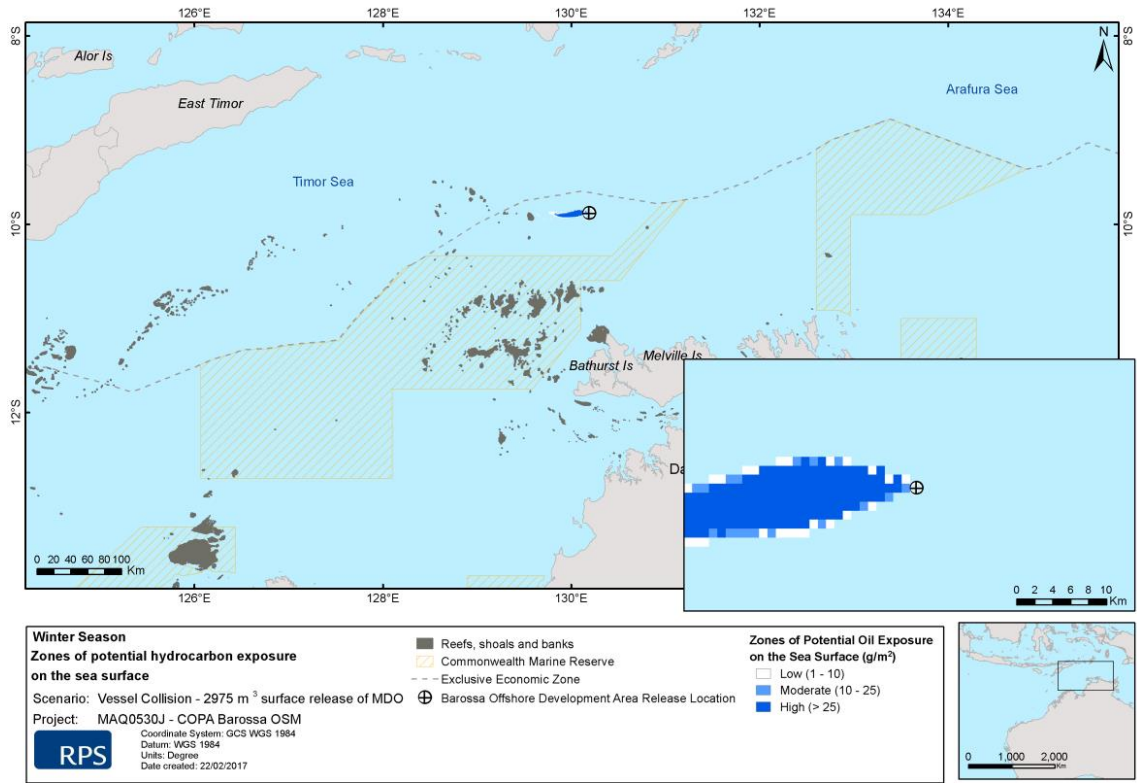 126°E 128°E 130°E 132°E 134°E
8°S 8°S
N
Alor Is
East Timor
Arafura Sea
Timor Sea
10°S 10°S
Melville Is
Bathurst Is
12°S
Da
0 20 40 60 80 100
Km
0 2 4 6 8 10
Km
126°E 128°E 130°E
Winter Season
Zones of potential hydrocarbon exposure
on the sea surface
Scenario: Vessel Collision - 2975 m ³ surface release of MDO
Project: MAQ0530J - COPA Barossa OSM
RPS
Coordinate System: GCS WGS 1984
Datum: WGS 1984
Units: Degree
Date created: 22/02/2017
Reefs, shoals and banks
Commonwealth Marine Reserve
Exclusive Economic Zone
Barossa Offshore Development Area Release Location
Zones of Potential Oil Exposure
on the Sea Surface (g/m²)
Low (1 - 10)
Moderate (10 - 25)
High (> 25)
0 1,000 2,000
Km